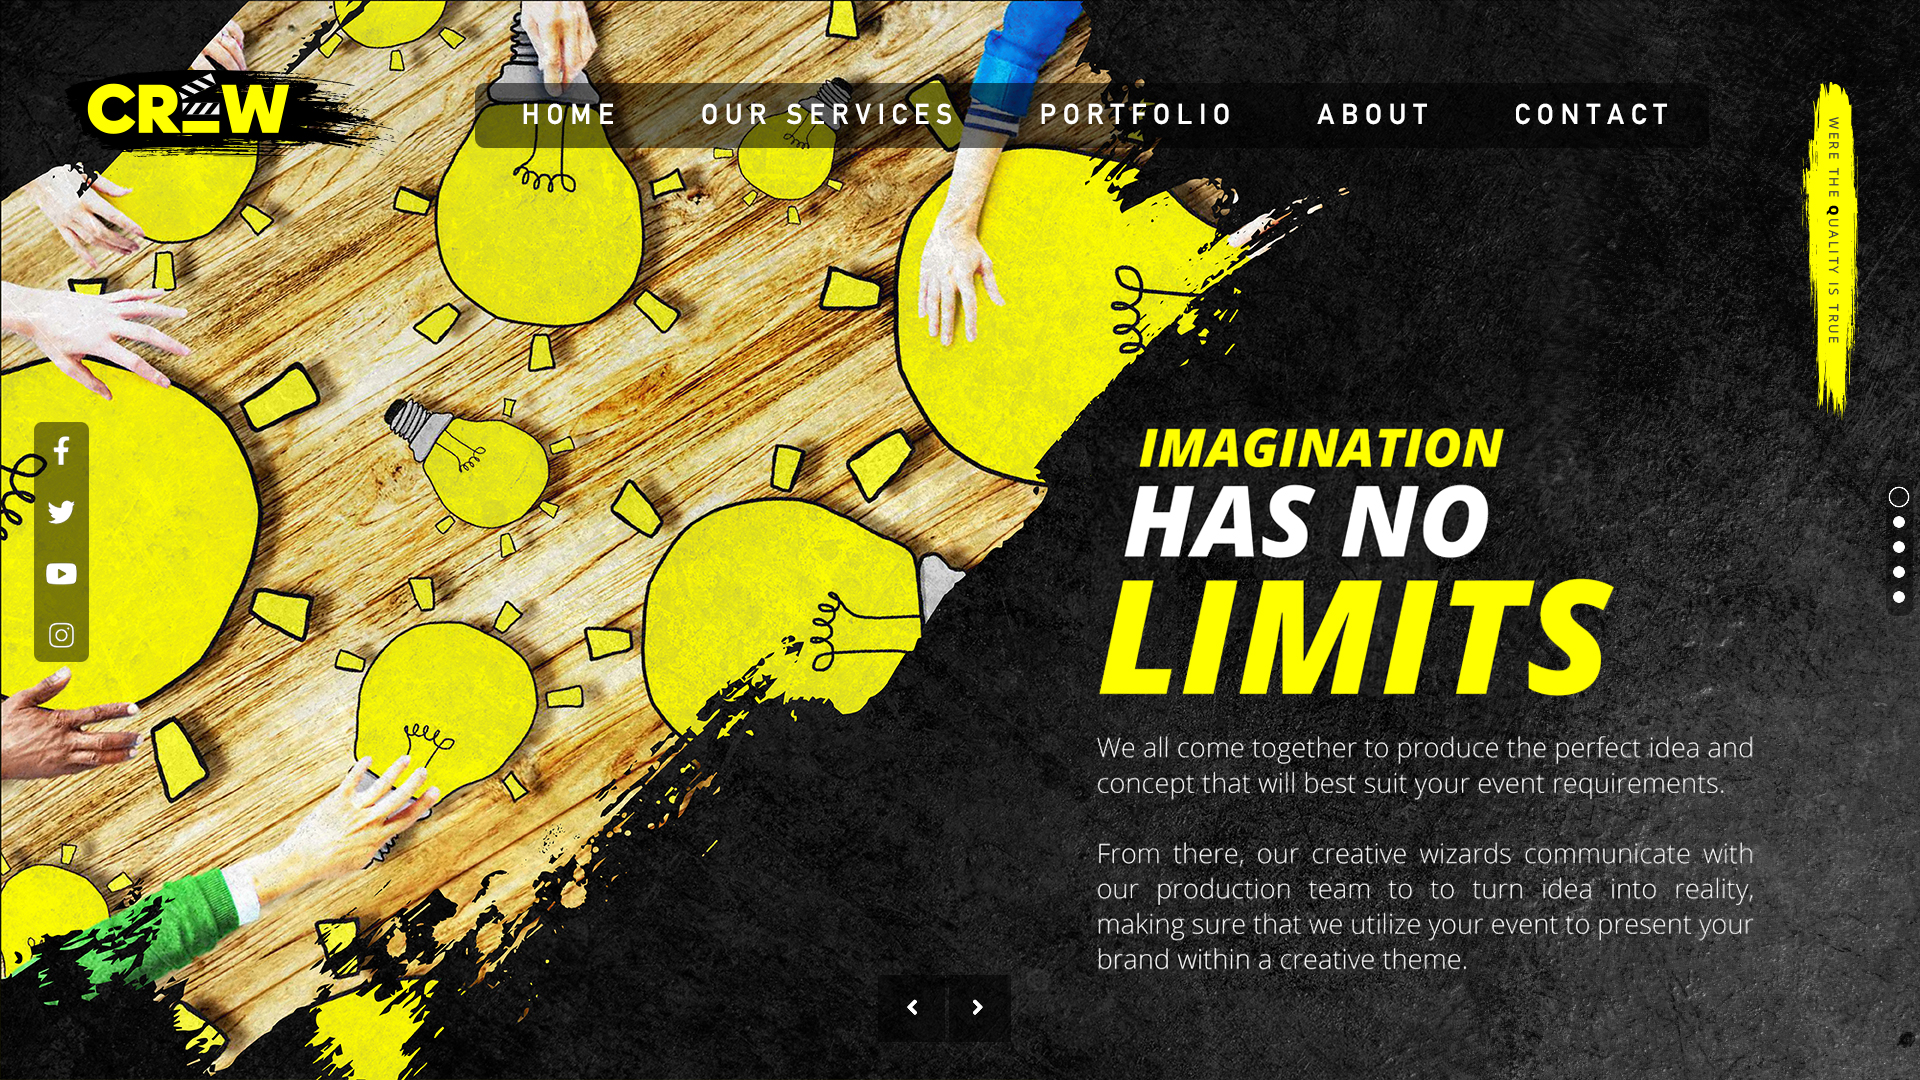 CREW
HOME OUR SERVICES PORTFOLIO ABOUT CONTACT
WERE THE QUALITY IS TRUE
IMAGINATION
HAS NO
LIMITS
We all come together to produce the perfect idea and
concept that will best suit your event requirements.
From there, our creative wizards communicate with
our production team to to turn idea into reality,
making sure that we utilize your event to present your
brand within a creative theme.